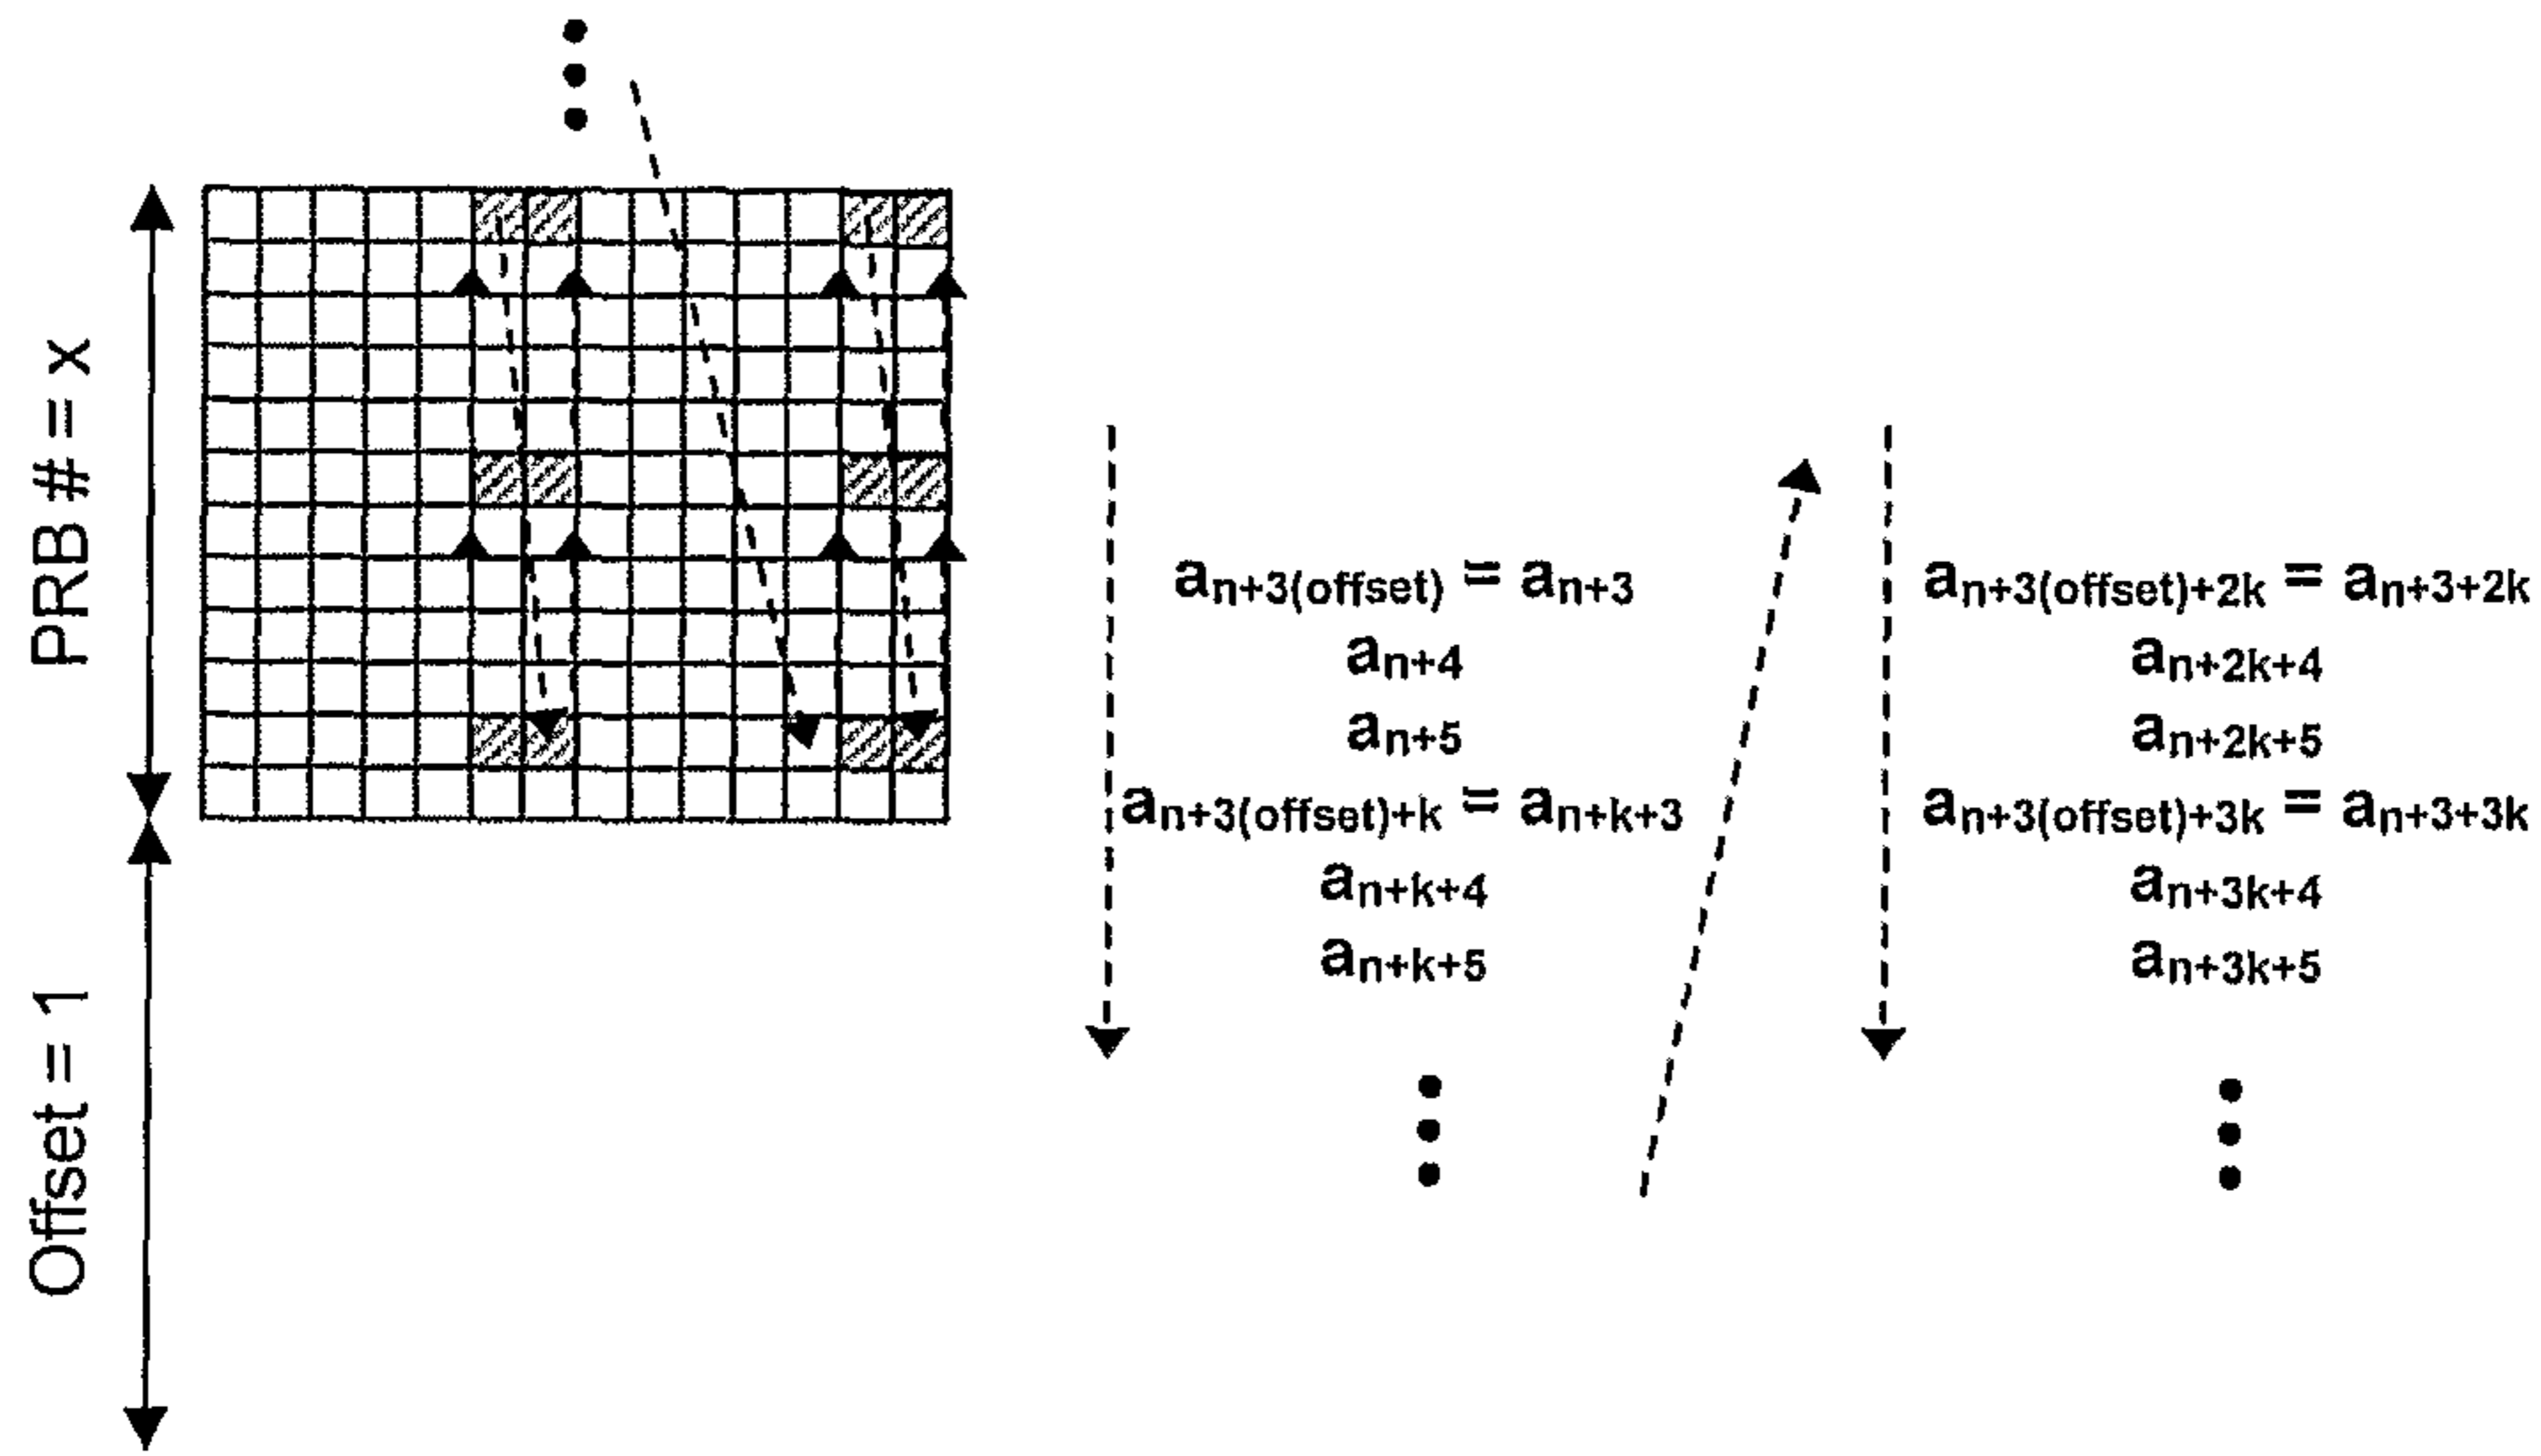 PRB # = x
Offset = 1
an+3(offset) = an+3
an+4
an+5
an+3(offset)+k = an+k+3
an+k+4
an+k+5
an+3(offset)+2k = an+3+2k
an+2k+4
an+2k+5
an+3(offset)+3k = an+3+3k
an+3k+4
an+3k+5